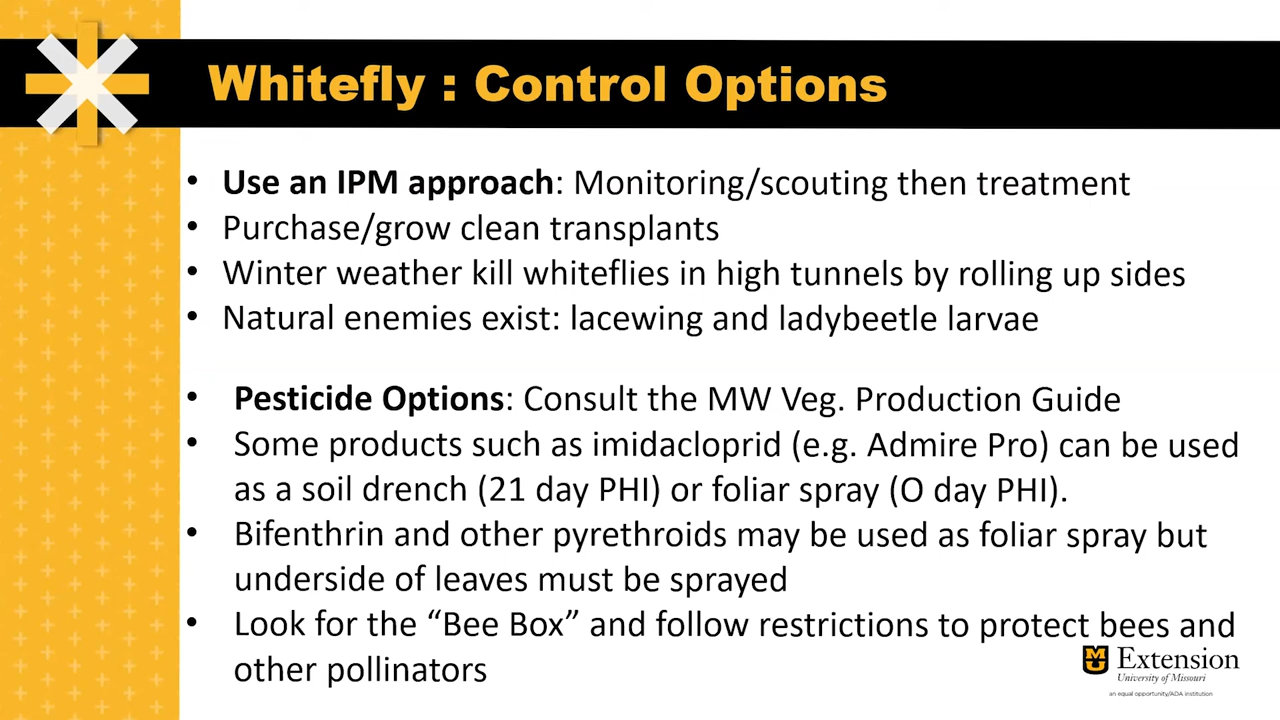 Whitefly : Control Options
• Use an IPM approach: Monitoring/scouting then treatment
• Purchase/grow clean transplants
• Winter weather kill whiteflies in high tunnels by rolling up sides
• Natural enemies exist: lacewing and ladybeetle larvae
• Pesticide Options: Consult the MW Veg. Production Guide
• Some products such as imidacloprid (e.g. Admire Pro) can be used
as a soil drench (21 day PHI) or foliar spray (O day PHI).
• Bifenthrin and other pyrethroids may be used as foliar spray but
underside of leaves must be sprayed
• Look for the “Bee Box” and follow restrictions to protect bees and
other pollinators
MU Extension
University of Missouri
an equal opportunity/ADA institution